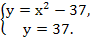 y = x² − 37,
y = 37.